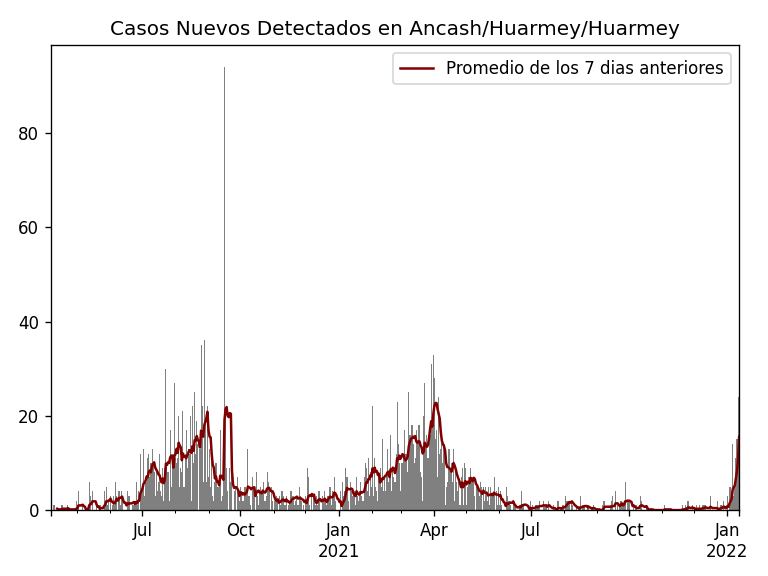 Casos Nuevos Detectados en Ancash/Huarmey/Huarmey
Promedio de los 7 dias anteriores
80
60
40
20
0
Jul
Oct
Jan
2021
Apr
Jul
Oct
Jan
2022